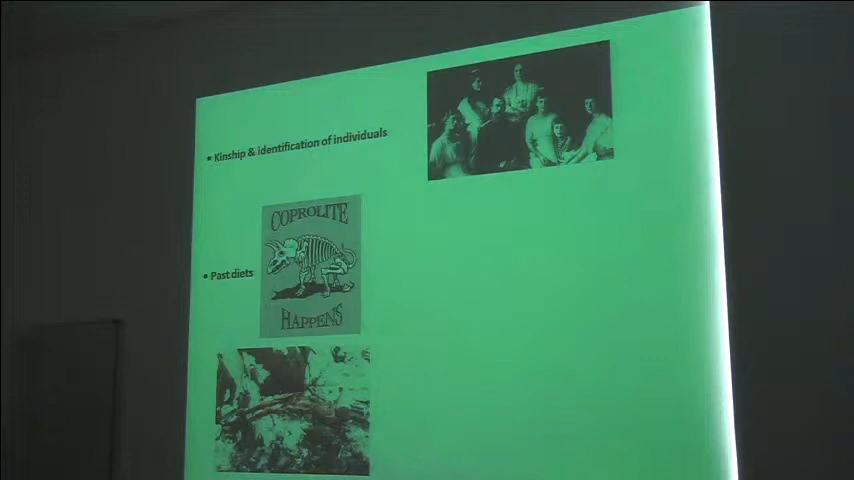 • Kinship & identification of individuals
COPROLITE
• Past diets
HAPPENS